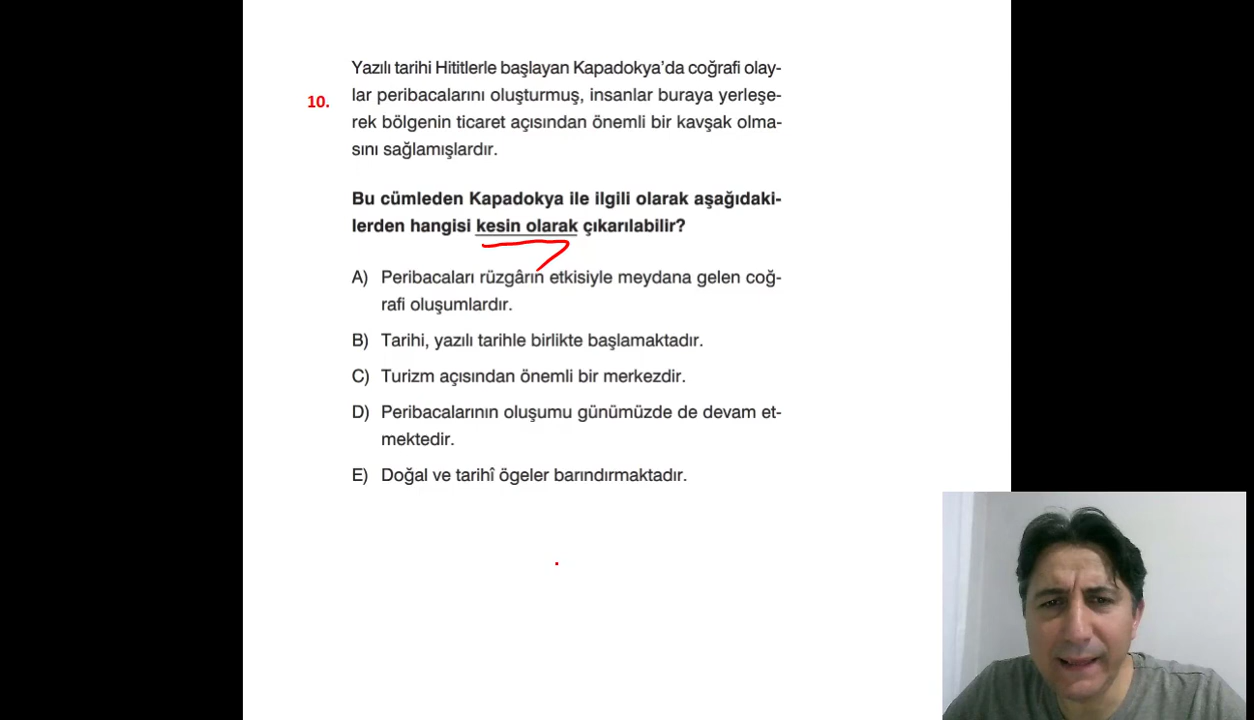 Yazılı tarihi Hititlerle başlayan Kapadokya'da coğrafi olay-
10. lar peribacalarını oluşturmuş, insanlar buraya yerleşe-
rek bölgenin ticaret açısından önemli bir kavşak olma-
sını sağlamışlardır.
Bu cümleden Kapadokya ile ilgili olarak aşağıdaki-
lerden hangisi kesin olarak çıkarılabilir?
A) Peribacaları rüzgârın etkisiyle meydana gelen coğ-
rafi oluşumlardır.
B) Tarihi, yazılı tarihle birlikte başlamaktadır.
C) Turizm açısından önemli bir merkezdir.
D) Peribacalarının oluşumu günümüzde de devam et-
mektedir.
E) Doğal ve tarihî ögeler barındırmaktadır.